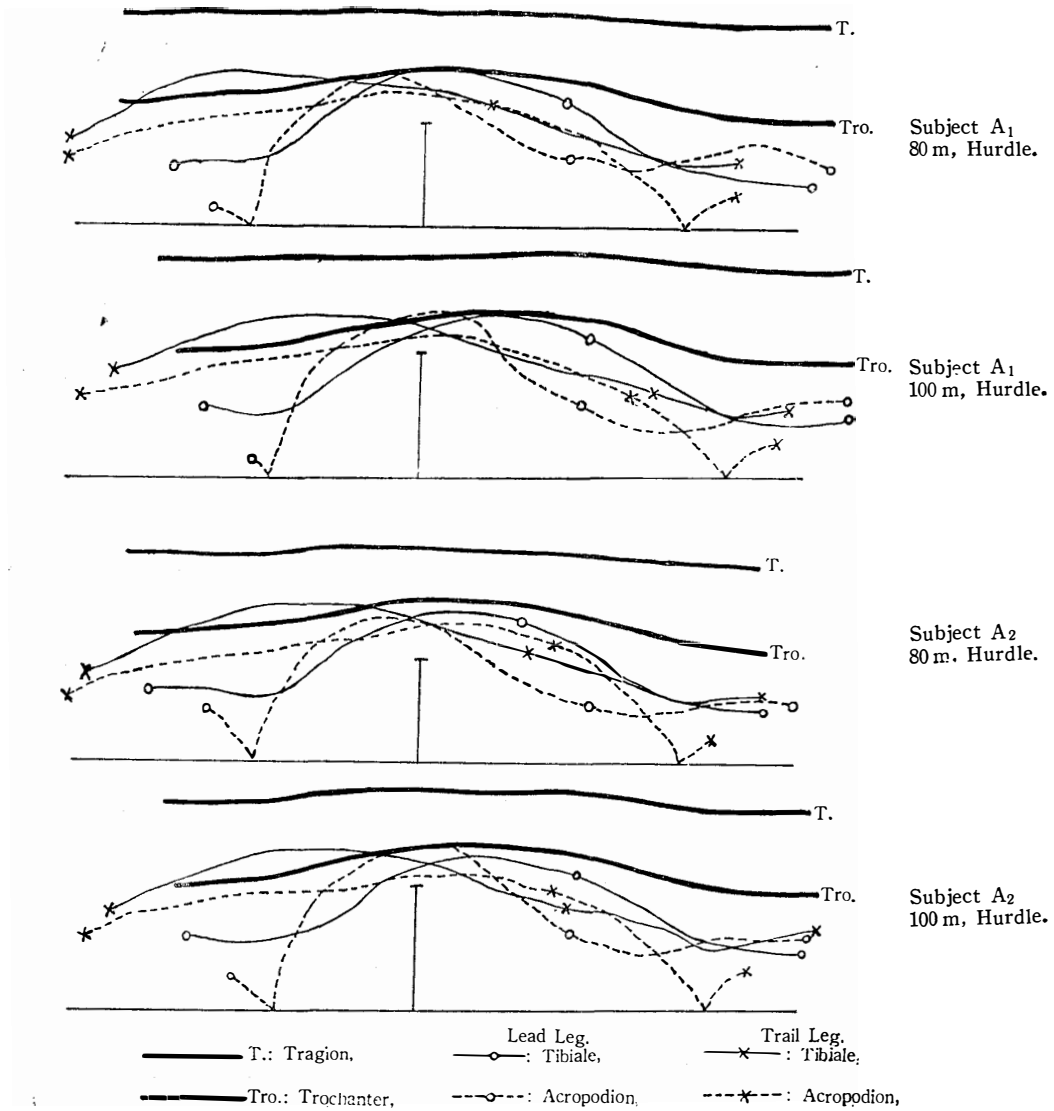 T.
Tro.
Subject A1
80 m, Hurdle.
T.
Tro.
Subject A1
100 m, Hurdle.
T.
Tro.
Subject A2
80 m. Hurdle.
T.
Tro.
Subject A2
100 m, Hurdle.
Lead Leg. Trail Leg.
T.: Tragion, : Tibiale, : Tibiale,
Tro.: Trochanter, : Acropodion, : Acropodion,